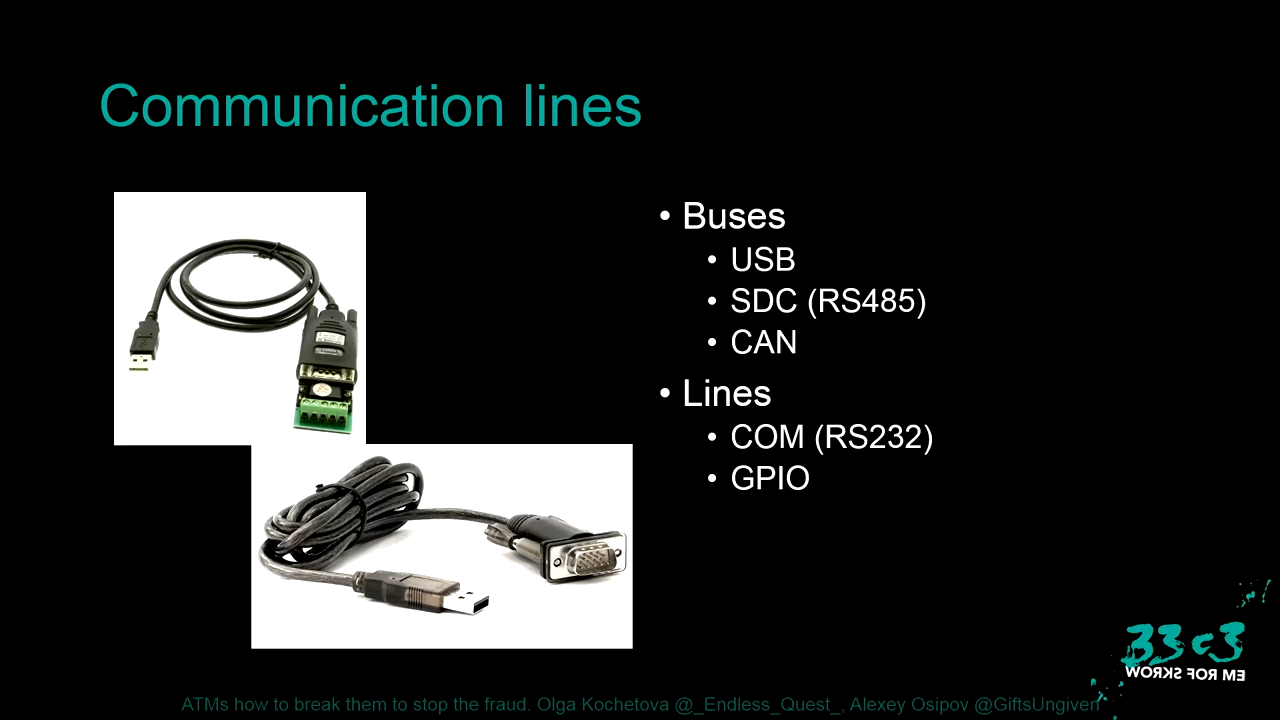 Communication lines
• Buses
• USB
• SDC (RS485)
• CAN
• Lines
• COM (RS232)
• GPIO
33c3
WORKS FOR ME
ATMs how to break them to stop the fraud. Olga Kochetova @_Endless_Quest_, Alexey Osipov @GiftsUngiven